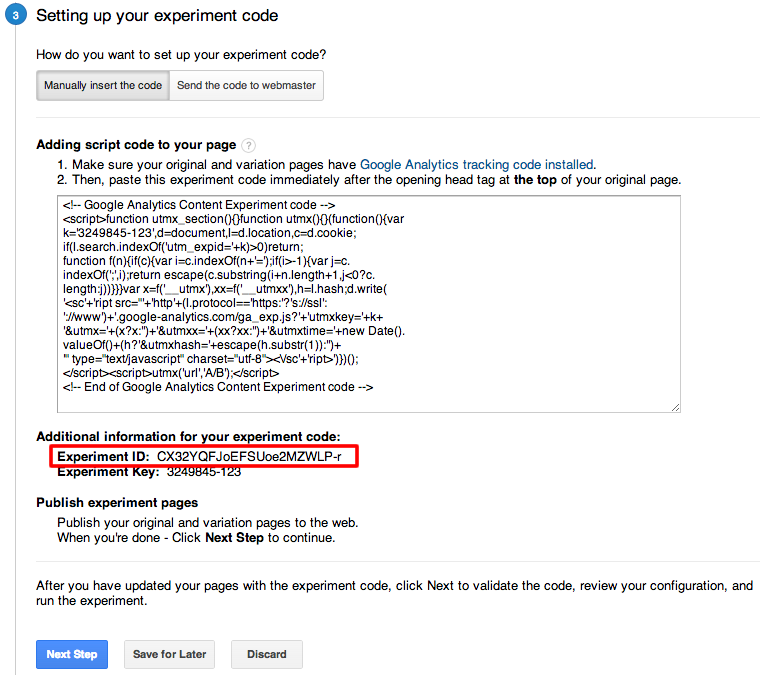 3 Setting up your experiment code
How do you want to set up your experiment code?
Manually insert the code Send the code to webmaster
Adding script code to your page ?
1. Make sure your original and variation pages have Google Analytics tracking code installed.
2. Then, paste this experiment code immediately after the opening head tag at the top of your original page.
<!-- Google Analytics Content Experiment code -->
<script>function utmx_section(){}function utmx(){}(function(){var
k='3249845-123',d=document,l=d.location,c=d.cookie;
if(l.search.indexOf('utm_expid='+k)>0)return;
function f(n){if(c){var i=c.indexOf(n+'=');if(i>-1){var j=c.
indexOf(';',i);return escape(c.substring(i+n.length+1,j<0?c.
length:j))}}}var x=f('__utmx'),xx=f('__utmxx'),h=l.hash;d.write(
'<sc'+'ript src="'+'http'+(l.protocol=='https:'?'s://ssl':
'://www')+'.google-analytics.com/ga_exp.js?'+'utmxkey='+k+
'&utmx='+(x?x:'')+'&utmxx='+(xx?xx:'')+'&utmxtime='+new Date().
valueOf()+(h?'&utmxhash='+escape(h.substr(1)):'')+
'" type="text/javascript" charset="utf-8"><\/sc'+'ript>')})();
</script><script>utmx('url','A/B');</script>
<!-- End of Google Analytics Content Experiment code -->
Additional information for your experiment code:
Experiment ID: CX32YQFJoEFSUoe2MZWLP-r
Experiment Key: 3249845-123
Publish experiment pages
Publish your original and variation pages to the web.
When you're done - Click Next Step to continue.
After you have updated your pages with the experiment code, click Next to validate the code, review your configuration, and
run the experiment.
Next Step Save for Later Discard